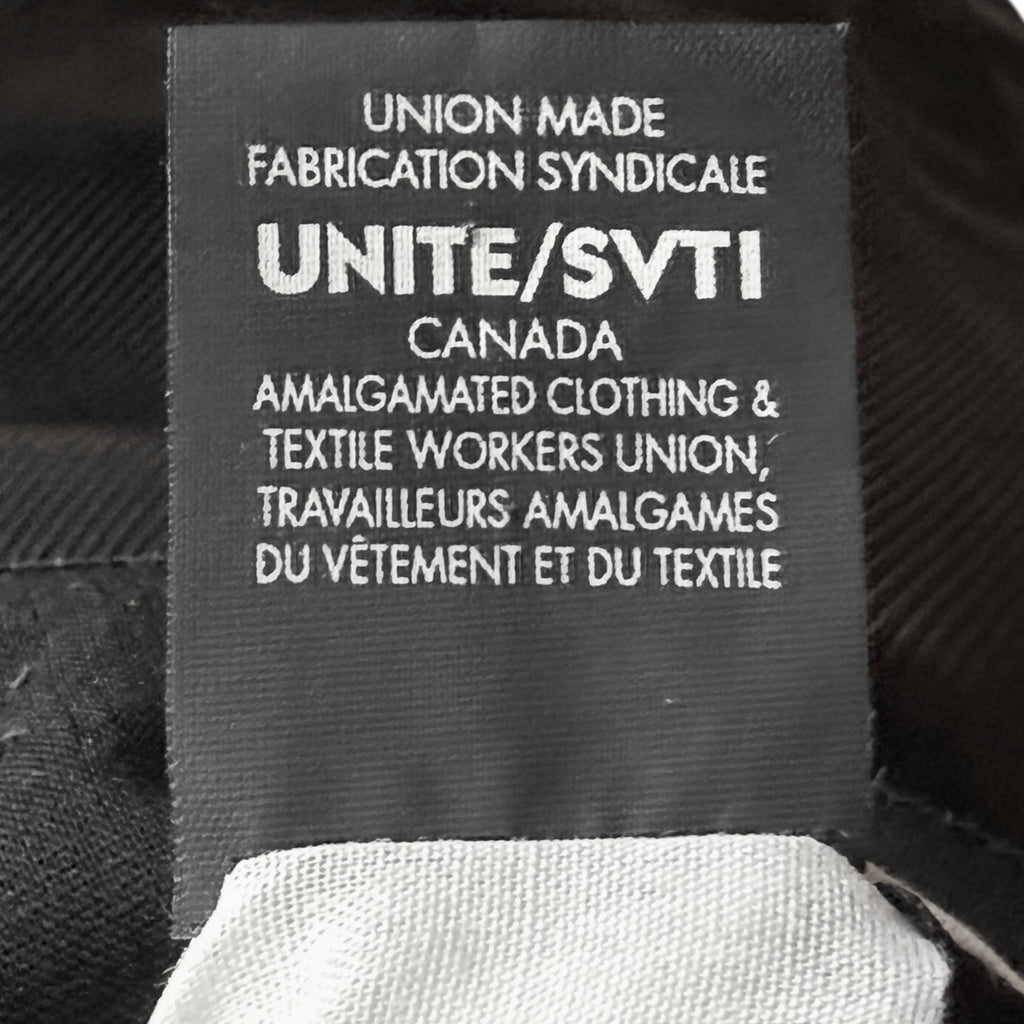 UNION MADE
FABRICATION SYNDICALE
UNITE/SVTI
CANADA
AMALGAMATED CLOTHING &
TEXTILE WORKERS UNION,
TRAVAILLEURS AMALGAMES
DU VÊTEMENT ET DU TEXTILE